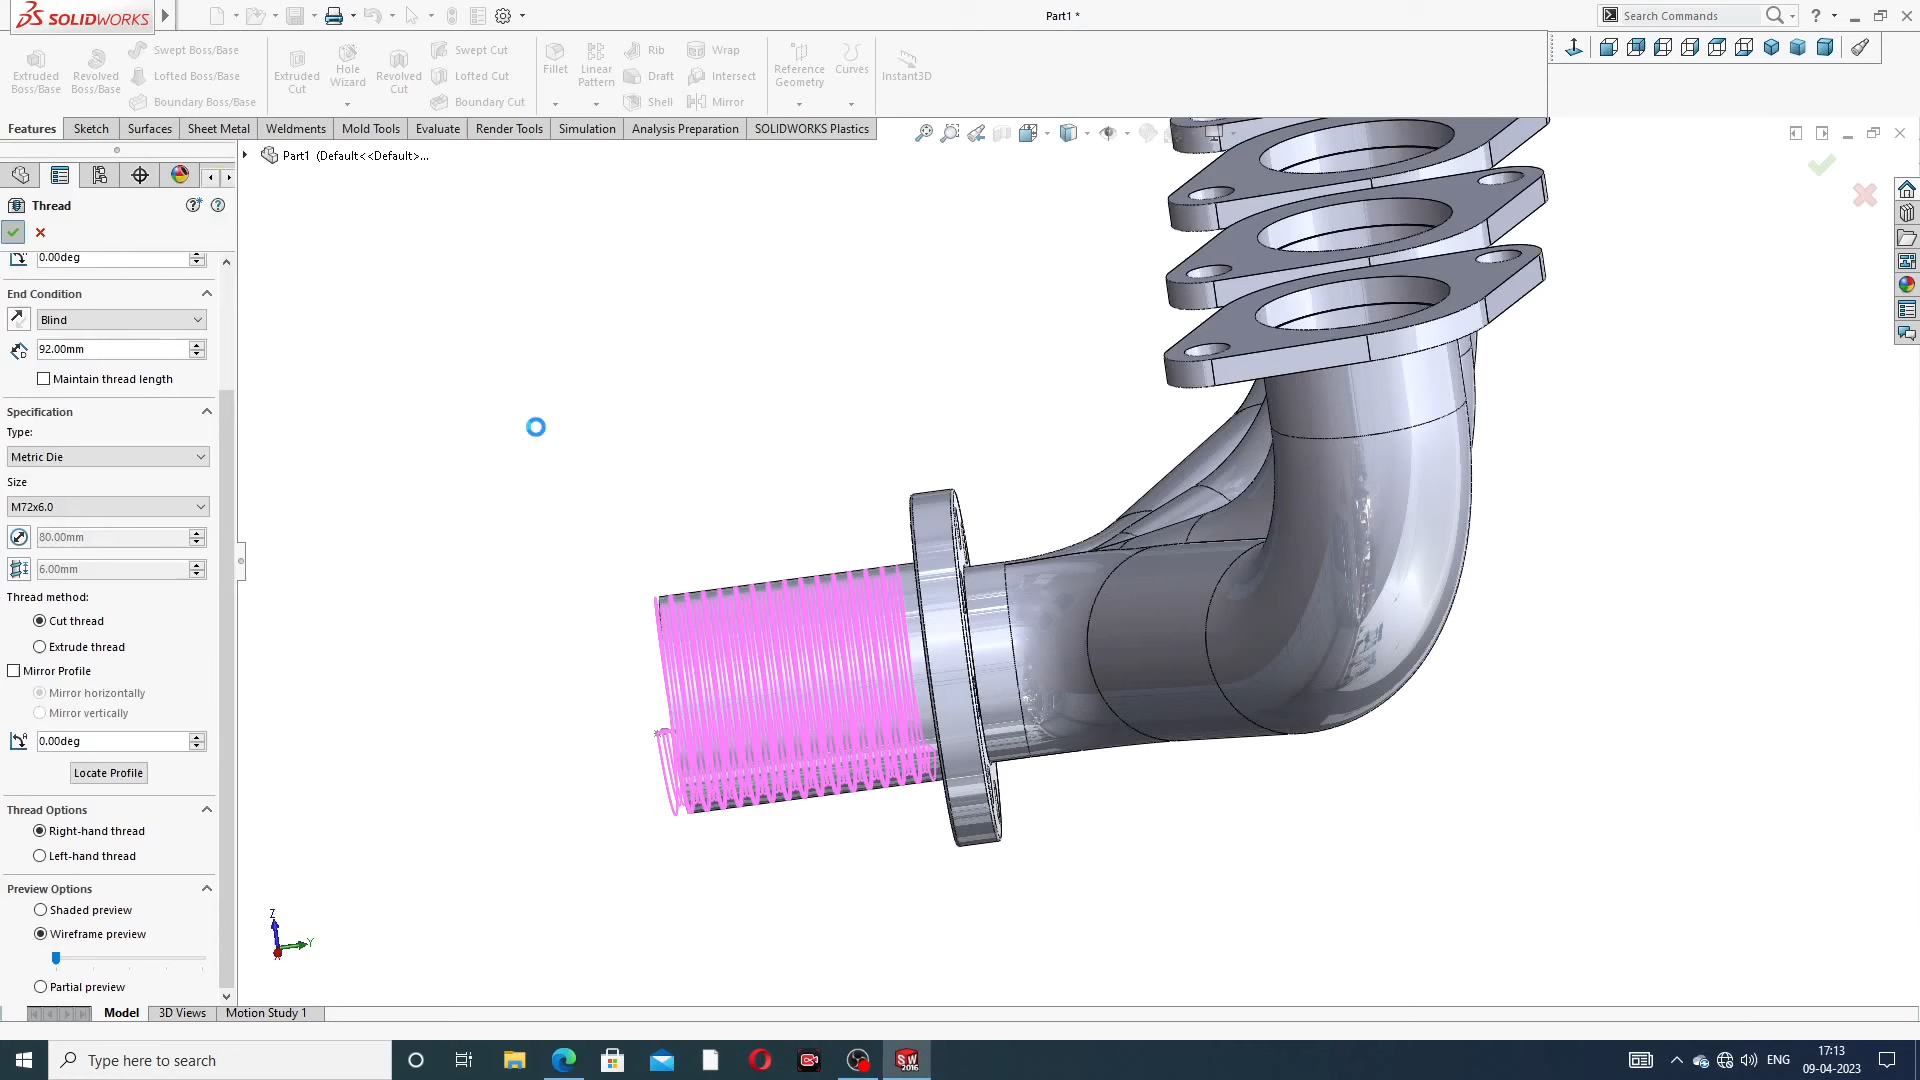 SOLIDWORKS
Part1 *
Search Commands
Extruded Boss/Base
Revolved Boss/Base
Swept Boss/Base
Lofted Boss/Base
Boundary Boss/Base
Extruded Cut
Hole Wizard
Revolved Cut
Swept Cut
Lofted Cut
Boundary Cut
Fillet
Linear Pattern
Rib
Draft
Shell
Wrap
Intersect
Mirror
Reference Geometry
Curves
Instant3D
Features
Sketch
Surfaces
Sheet Metal
Weldments
Mold Tools
Evaluate
Render Tools
Simulation
Analysis Preparation
SOLIDWORKS Plastics
Part1 (Default<<Default>...
Thread
0.00deg
End Condition
Blind
92.00mm
Maintain thread length
Specification
Type:
Metric Die
Size
M72x6.0
80.00mm
6.00mm
Thread method:
Cut thread
Extrude thread
Mirror Profile
Mirror horizontally
Mirror vertically
0.00deg
Locate Profile
Thread Options
Right-hand thread
Left-hand thread
Preview Options
Shaded preview
Wireframe preview
Partial preview
Z
Y
Model
3D Views
Motion Study 1
Type here to search
SW
2016
ENG
17:13
09-04-2023